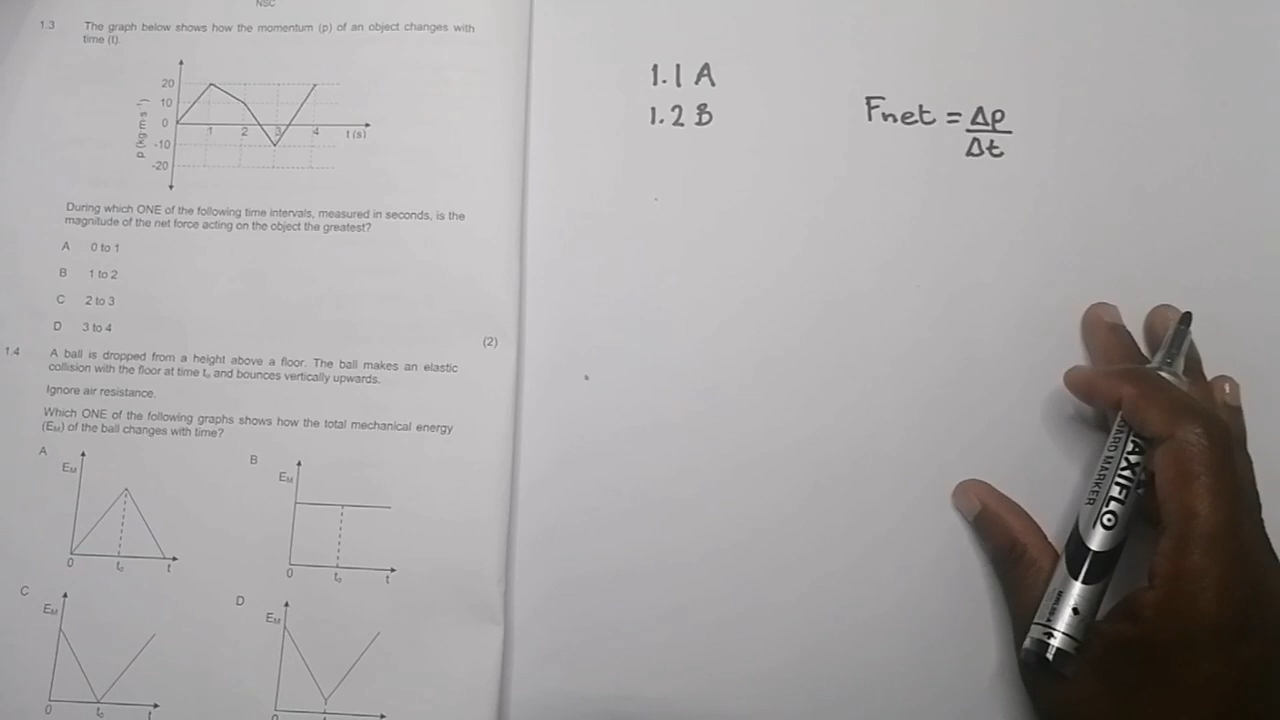 NSC
1.3 The graph below shows how the momentum (p) of an object changes with
time (t).
20
10
0
-10
-20
p (kg·m·s⁻¹)
1 2 3 4 t (s)
During which ONE of the following time intervals, measured in seconds, is the
magnitude of the net force acting on the object the greatest?
A 0 to 1
B 1 to 2
C 2 to 3
D 3 to 4
(2)
1.4 A ball is dropped from a height above a floor. The ball makes an elastic
collision with the floor at time t₀ and bounces vertically upwards.
Ignore air resistance.
Which ONE of the following graphs shows how the total mechanical energy
(EM) of the ball changes with time?
A EM 0 t₀ t
B EM 0 t₀ t
C EM 0 t₀ t
D EM 0
1.1 A
1.2 B
Fnet = Δp
Δt
MAXIFLO
BOARD MARKER